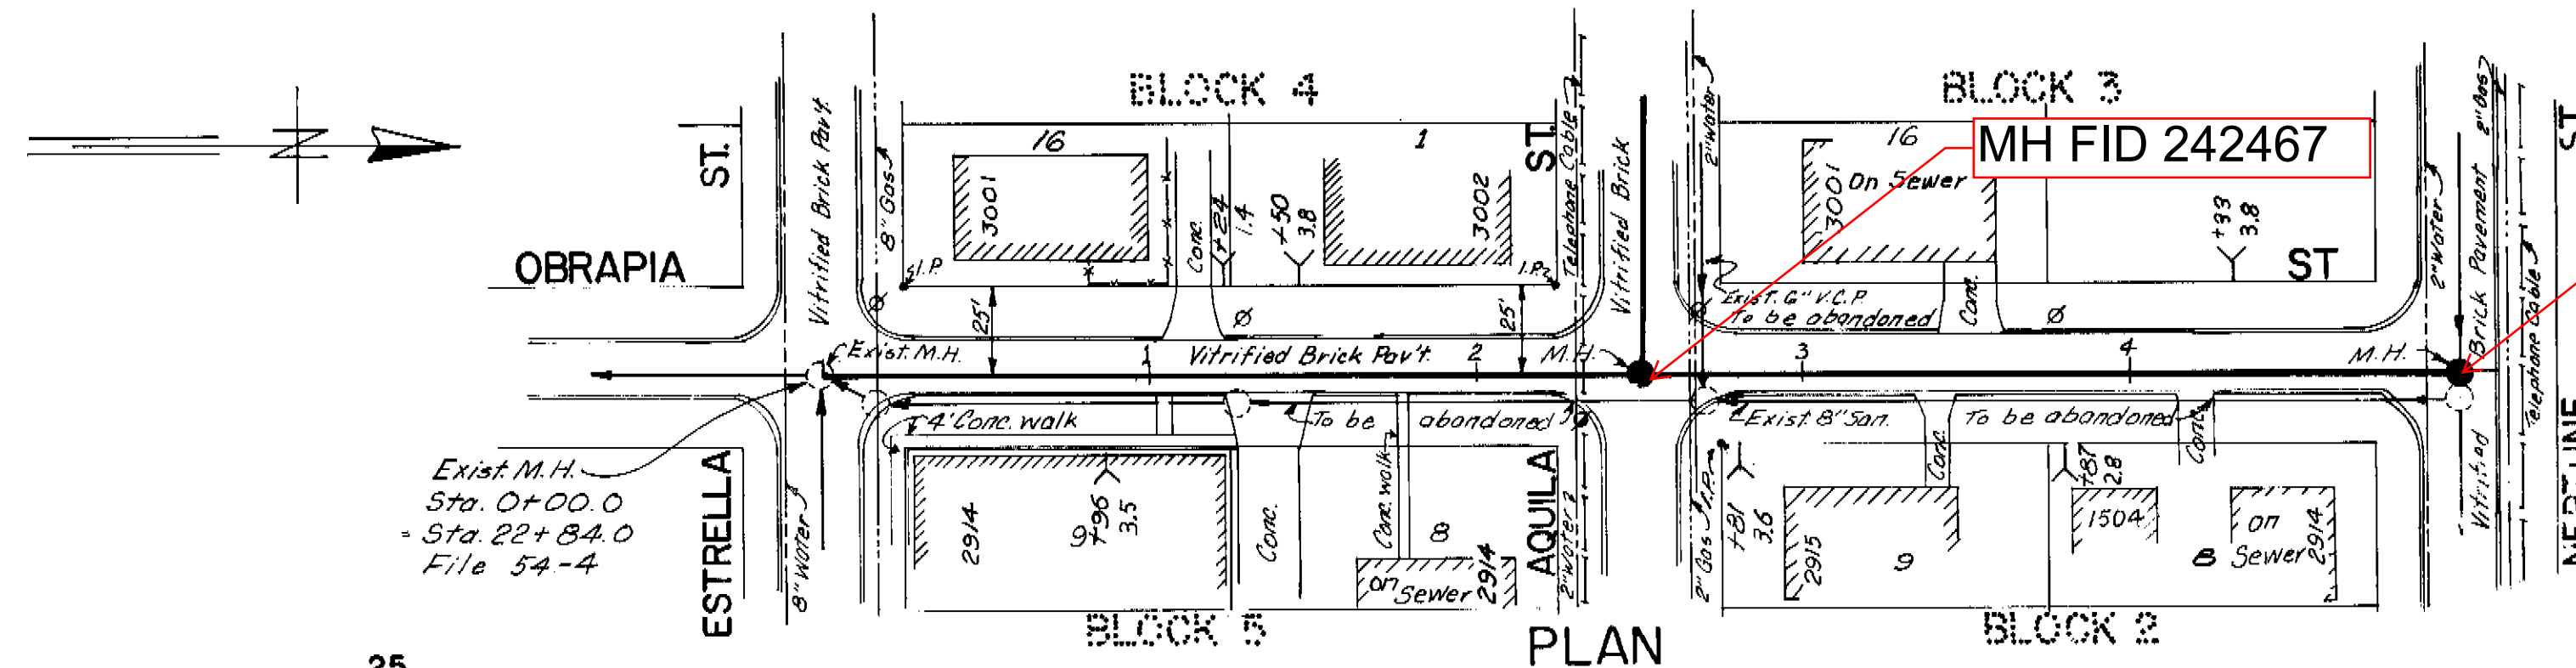 N
BLOCK 4
BLOCK 3
MH FID 242467
ST.
Vitrified Brick Pav't.
8" Gas
16
3001
Conc.
+24
1.4
+50
3.8
1
3002
ST.
Telephone Cable
Vitrified Brick
2" Water
16
3001
On Sewer
+33
3.8
2" Water
Brick Pavement
2" Gas
Telephone Cable
ST
OBRAPIA
I.P.
I.P.
ST
25'
25'
Exist. 6" V.C.P.
To be abandoned
Conc.
Exist. M.H.
1
Vitrified Brick Pav't.
2
M.H.
3
4
M.H.
4' Conc. walk
To be abandoned
Exist 8" San.
To be abandoned
Conc.
Exist M.H.
Sta. 0+00.0
= Sta. 22+84.0
File 54-4
ESTRELLA
8" Water
2914
9
+96
3.5
Conc.
Conc. walk
8
on Sewer
2914
AQUILA
2" Water
2" Gas
I.P.
+81
3.6
2915
Conc.
9
+87
2.8
1504
on
8 Sewer
2914
Vitrified
NEPTUNE
BLOCK 5
PLAN
BLOCK 2
25